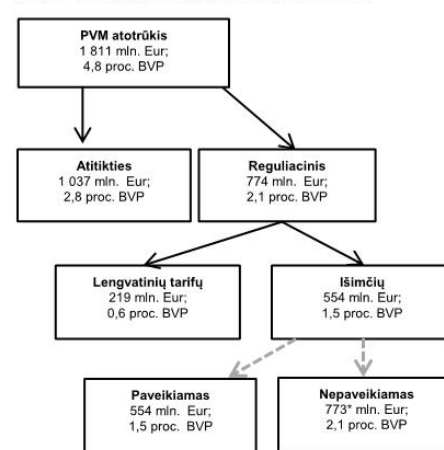 PVM atotrūkis
1 811 mln. Eur;
4,8 proc. BVP
Atitikties
1 037 mln. Eur;
2,8 proc. BVP
Reguliacinis
774 mln. Eur;
2,1 proc. BVP
Lengvatinių tarifų
219 mln. Eur;
0,6 proc. BVP
Išimčių
554 mln. Eur;
1,5 proc. BVP
Paveikiamas
554 mln. Eur;
1,5 proc. BVP
Nepaveikiamas
773* mln. Eur;
2,1 proc. BVP